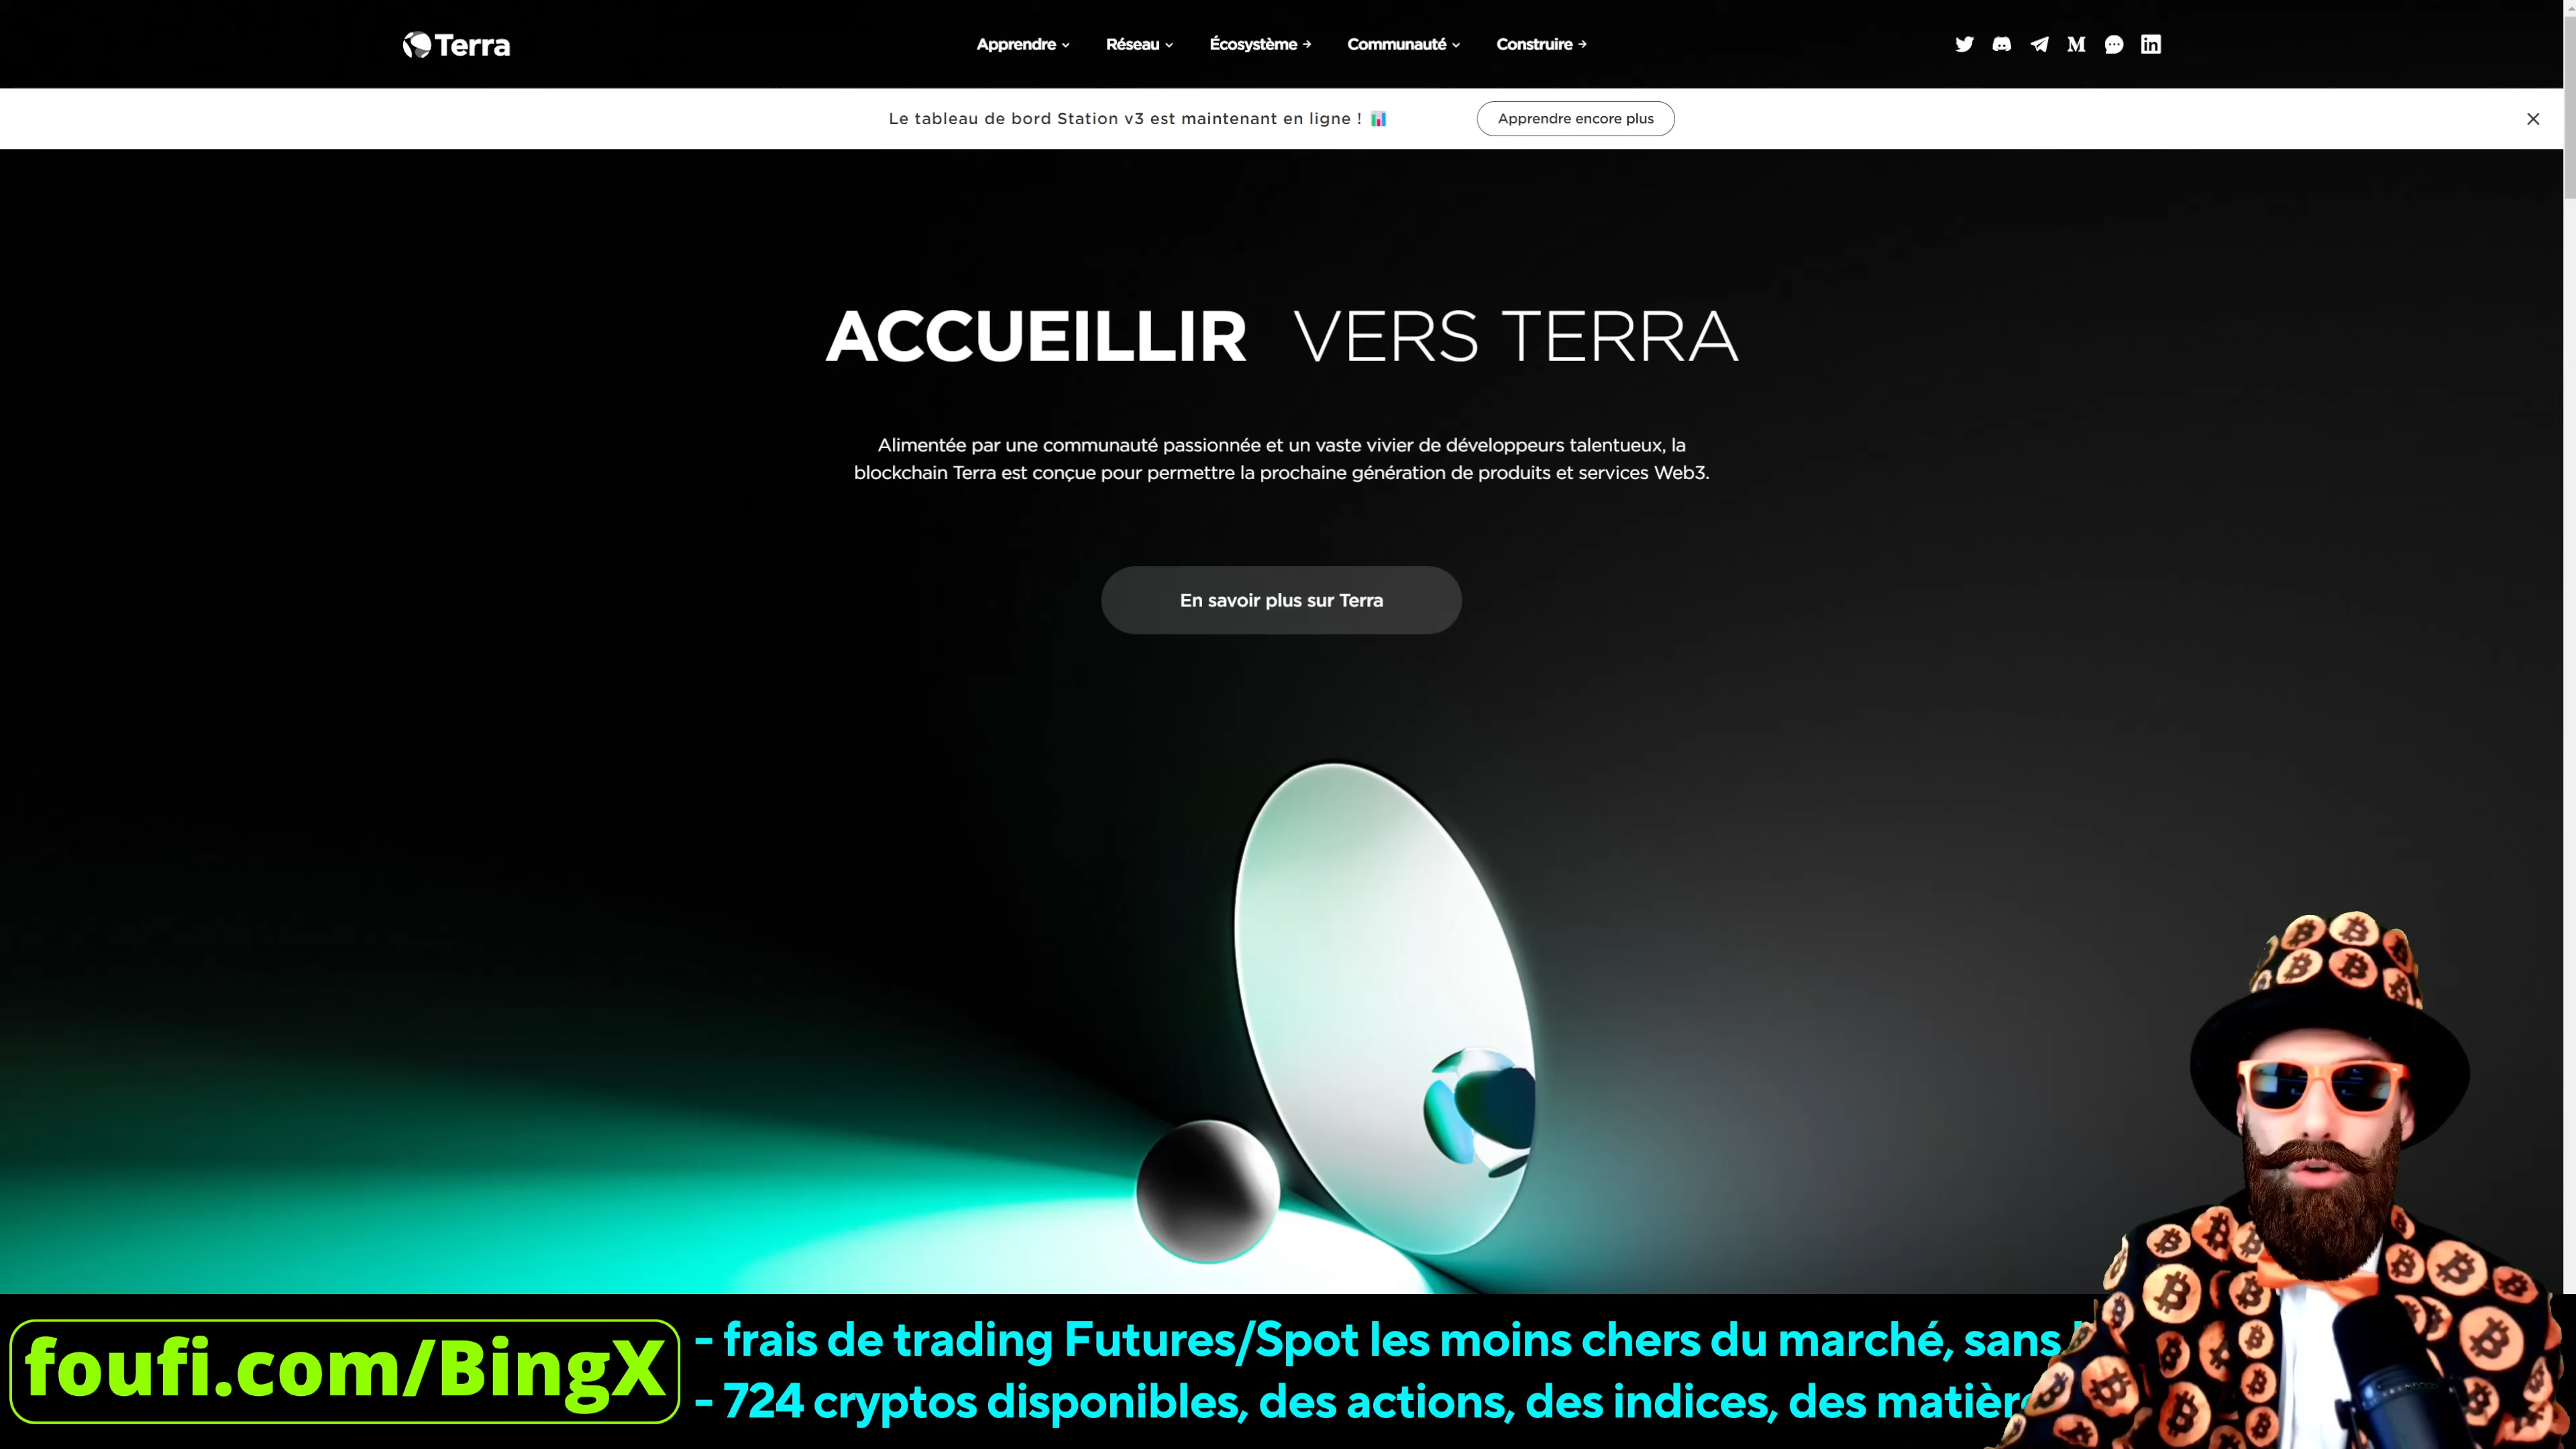 Terra
Apprendre
Réseau
Écosystème
Communauté
Construire
Le tableau de bord Station v3 est maintenant en ligne !
Apprendre encore plus
ACCUEILLIR VERS TERRA
Alimentée par une communauté passionnée et un vaste vivier de développeurs talentueux, la
blockchain Terra est conçue pour permettre la prochaine génération de produits et services Web3.
En savoir plus sur Terra
foufi.com/BingX
- frais de trading Futures/Spot les moins chers du marché, sans
- 724 cryptos disponibles, des actions, des indices, des